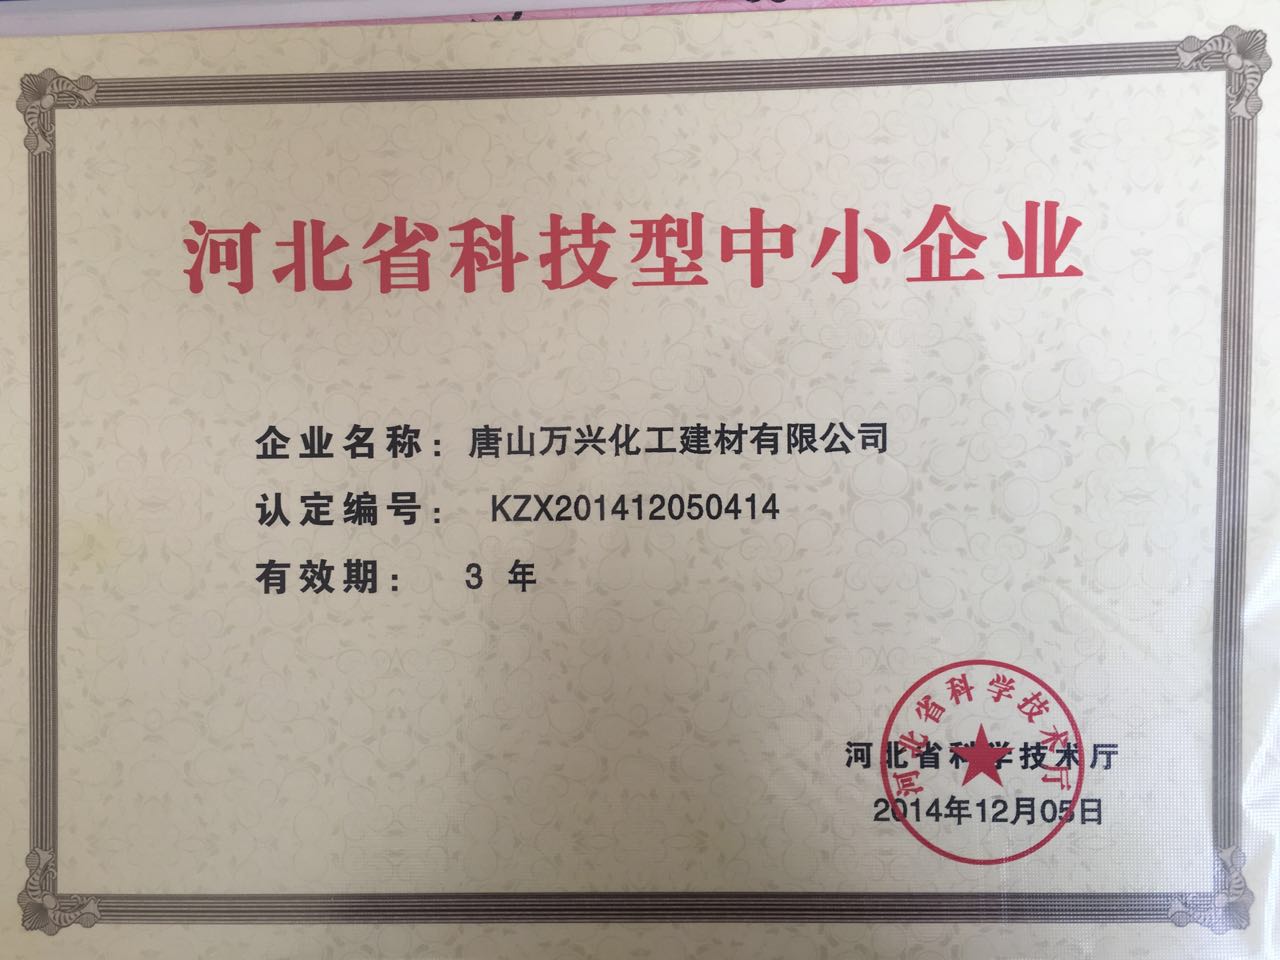 河北省科技型中小企业
企业名称：唐山万兴化工建材有限公司
认定编号：KZX201412050414
有效期：3 年
河北省科学技术厅
河北省科学技术厅
2014年12月05日